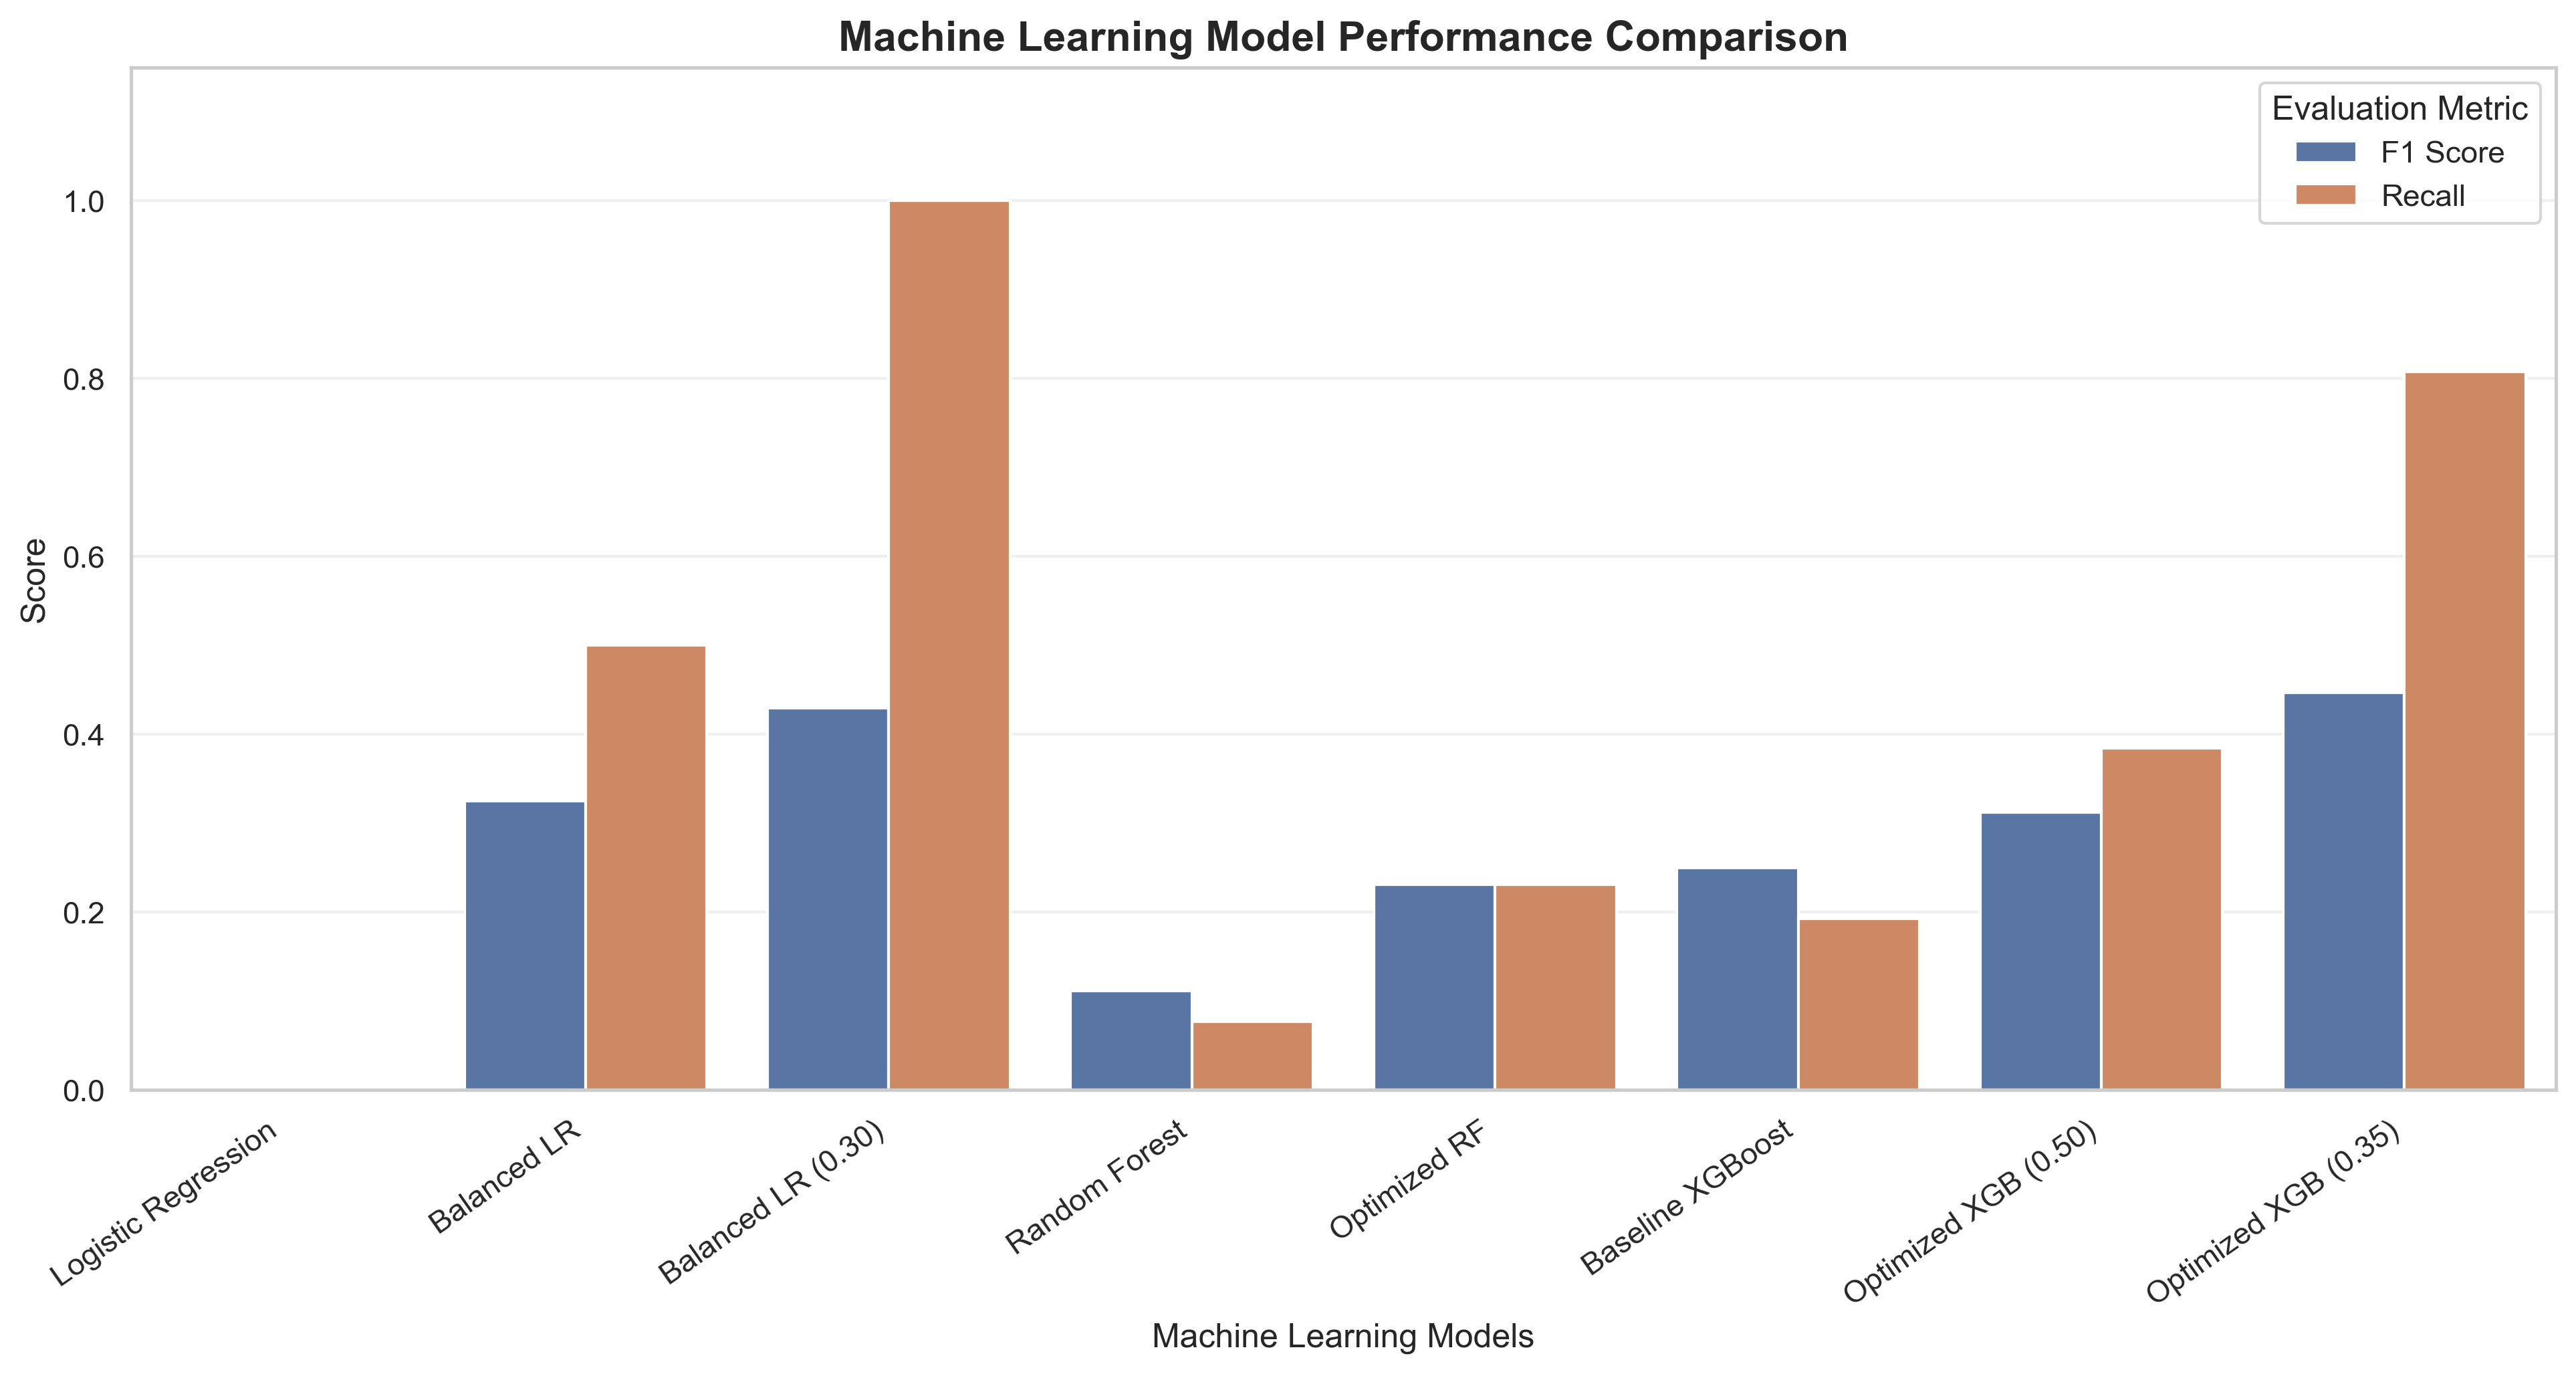 Machine Learning Model Performance Comparison
Evaluation Metric
F1 Score
Recall
Score
1.0
0.8
0.6
0.4
0.2
0.0
Logistic Regression
Balanced LR
Balanced LR (0.30)
Random Forest
Optimized RF
Baseline XGBoost
Optimized XGB (0.50)
Optimized XGB (0.35)
Machine Learning Models